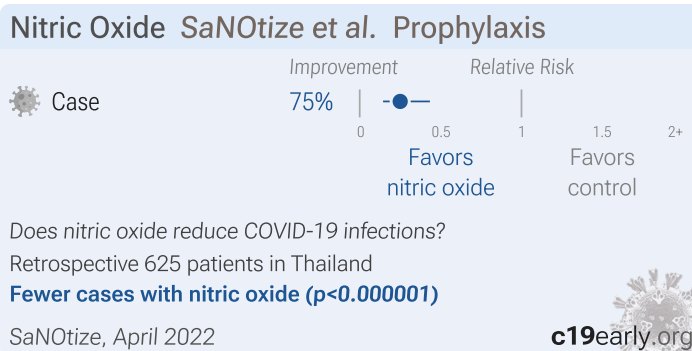 Nitric Oxide SaNOtize et al. Prophylaxis
Improvement Relative Risk
Case 75%
0 0.5 1 1.5 2+
Favors Favors
nitric oxide control
Does nitric oxide reduce COVID-19 infections?
Retrospective 625 patients in Thailand
Fewer cases with nitric oxide (p<0.000001)
SaNOtize, April 2022 c19early.org